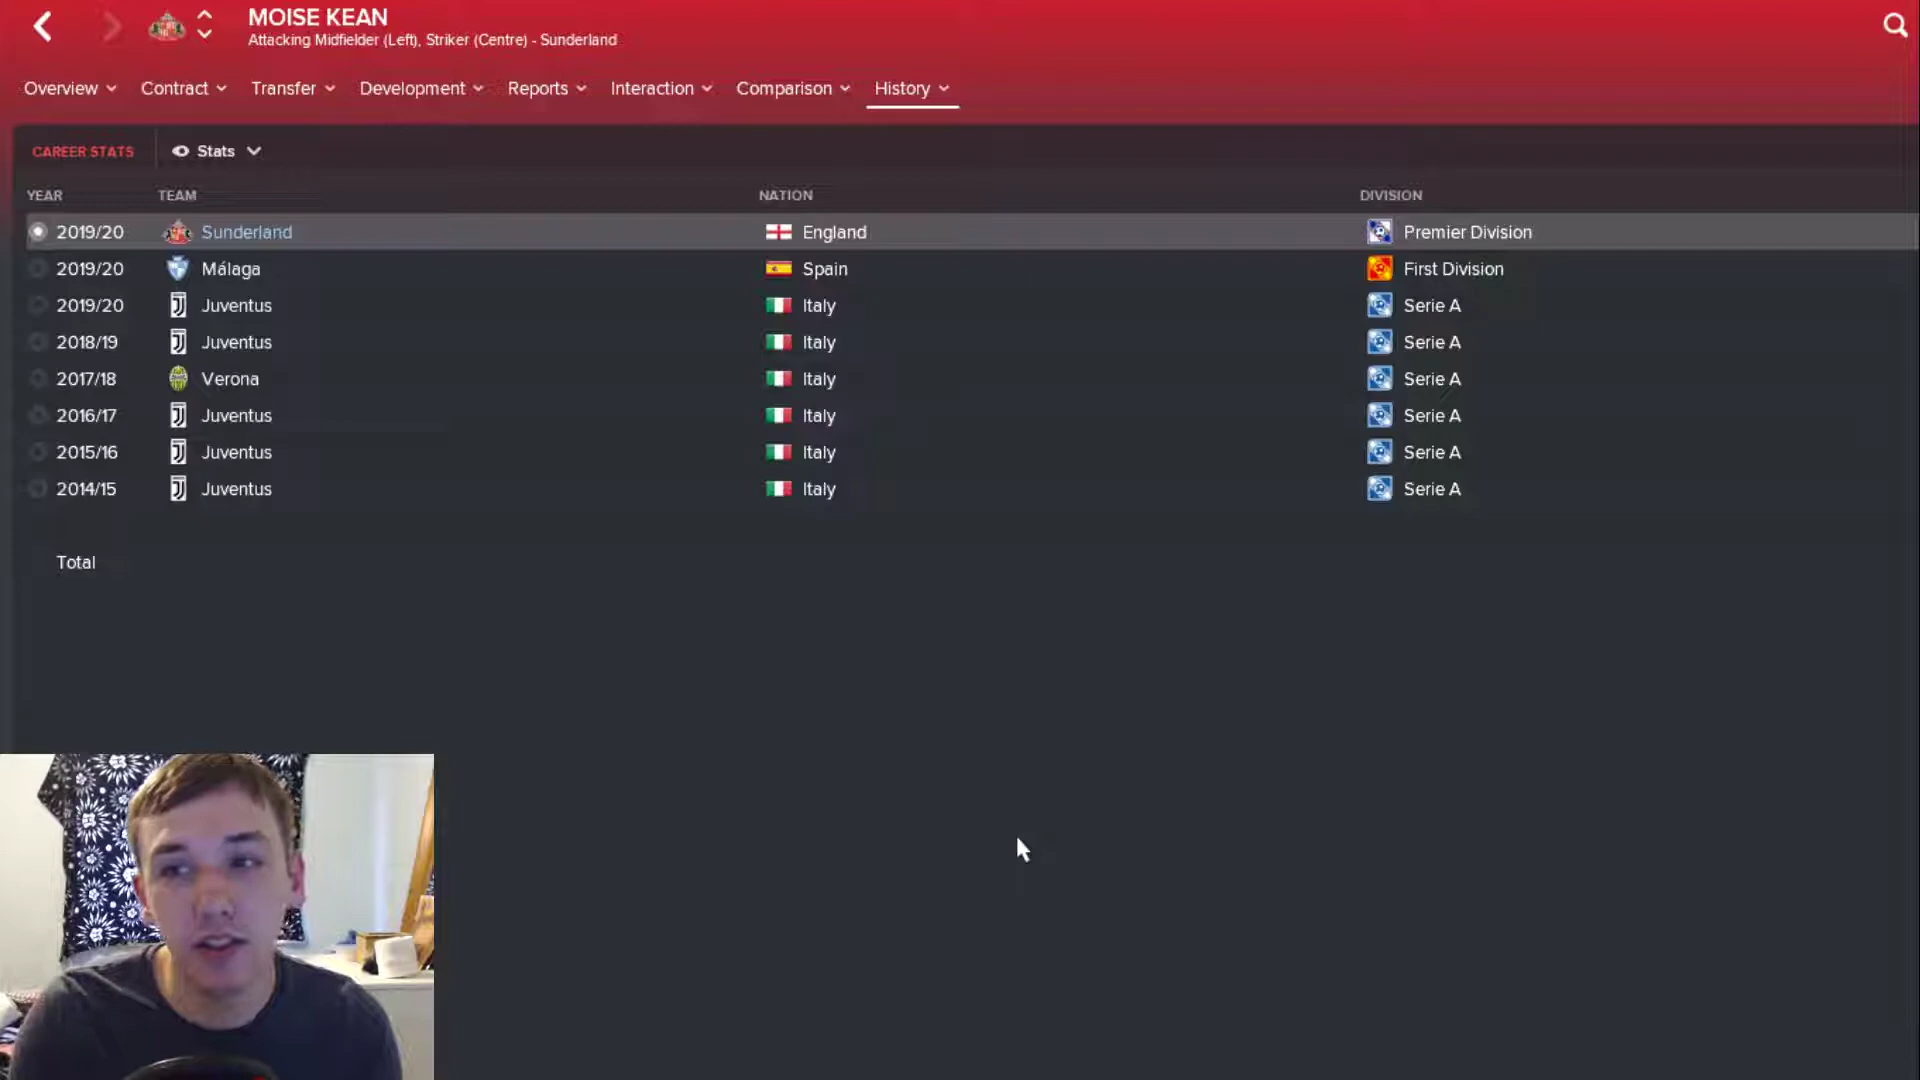 MOISE KEAN
Attacking Midfielder (Left), Striker (Centre) - Sunderland
Overview Contract Transfer Development Reports Interaction Comparison History
CAREER STATS Stats
YEAR TEAM NATION DIVISION
2019/20 Sunderland England Premier Division
2019/20 Málaga Spain First Division
2019/20 Juventus Italy Serie A
2018/19 Juventus Italy Serie A
2017/18 Verona Italy Serie A
2016/17 Juventus Italy Serie A
2015/16 Juventus Italy Serie A
2014/15 Juventus Italy Serie A
Total